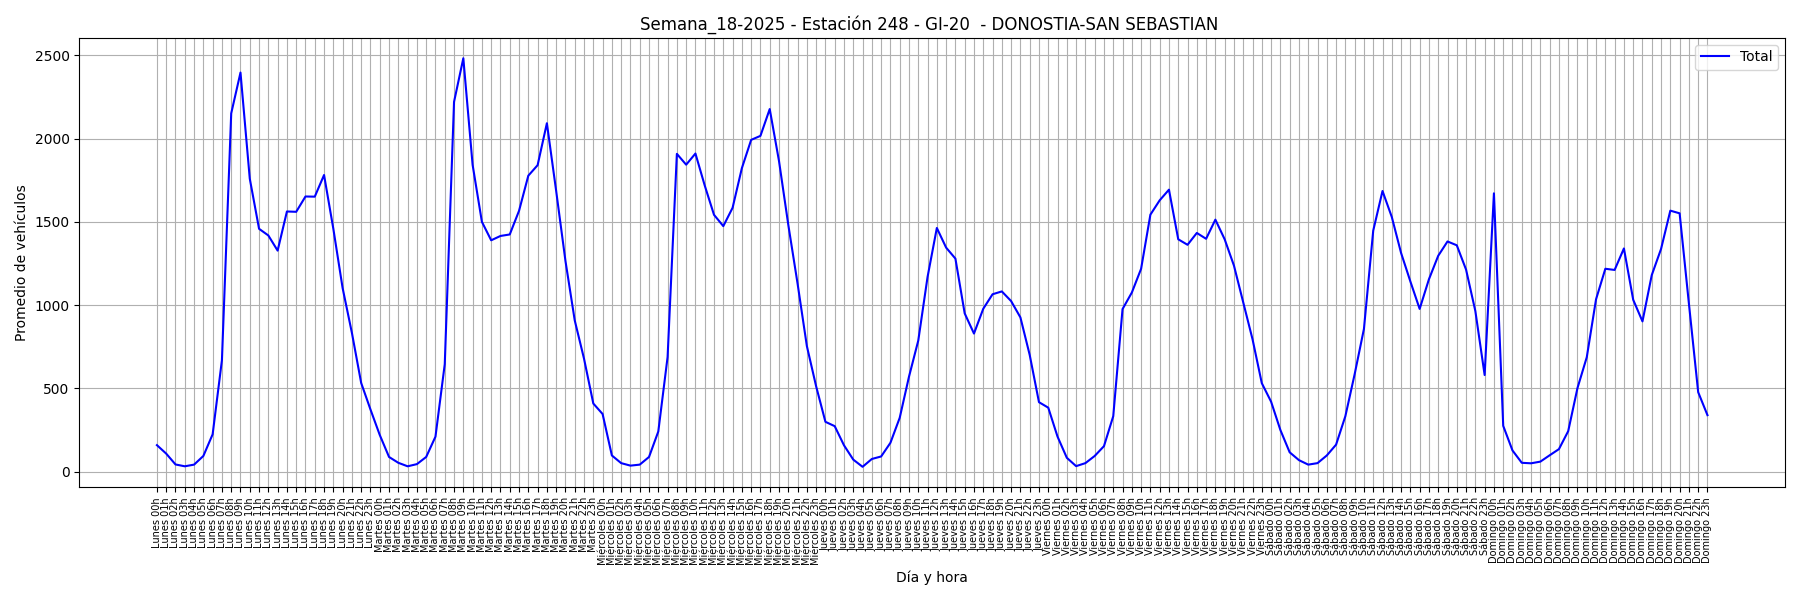 Semana_18-2025 - Estación 248 - GI-20  - DONOSTIA-SAN SEBASTIAN
Total
Promedio de vehículos
2500
2000
1500
1000
500
0
Lunes 00h
Lunes 01h
Lunes 02h
Lunes 03h
Lunes 04h
Lunes 05h
Lunes 06h
Lunes 07h
Lunes 08h
Lunes 09h
Lunes 10h
Lunes 11h
Lunes 12h
Lunes 13h
Lunes 14h
Lunes 15h
Lunes 16h
Lunes 17h
Lunes 18h
Lunes 19h
Lunes 20h
Lunes 21h
Lunes 22h
Lunes 23h
Martes 00h
Martes 01h
Martes 02h
Martes 03h
Martes 04h
Martes 05h
Martes 06h
Martes 07h
Martes 08h
Martes 09h
Martes 10h
Martes 11h
Martes 12h
Martes 13h
Martes 14h
Martes 15h
Martes 16h
Martes 17h
Martes 18h
Martes 19h
Martes 20h
Martes 21h
Martes 22h
Martes 23h
Miércoles 00h
Miércoles 01h
Miércoles 02h
Miércoles 03h
Miércoles 04h
Miércoles 05h
Miércoles 06h
Miércoles 07h
Miércoles 08h
Miércoles 09h
Miércoles 10h
Miércoles 11h
Miércoles 12h
Miércoles 13h
Miércoles 14h
Miércoles 15h
Miércoles 16h
Miércoles 17h
Miércoles 18h
Miércoles 19h
Miércoles 20h
Miércoles 21h
Miércoles 22h
Miércoles 23h
Jueves 00h
Jueves 01h
Jueves 02h
Jueves 03h
Jueves 04h
Jueves 05h
Jueves 06h
Jueves 07h
Jueves 08h
Jueves 09h
Jueves 10h
Jueves 11h
Jueves 12h
Jueves 13h
Jueves 14h
Jueves 15h
Jueves 16h
Jueves 17h
Jueves 18h
Jueves 19h
Jueves 20h
Jueves 21h
Jueves 22h
Jueves 23h
Viernes 00h
Viernes 01h
Viernes 02h
Viernes 03h
Viernes 04h
Viernes 05h
Viernes 06h
Viernes 07h
Viernes 08h
Viernes 09h
Viernes 10h
Viernes 11h
Viernes 12h
Viernes 13h
Viernes 14h
Viernes 15h
Viernes 16h
Viernes 17h
Viernes 18h
Viernes 19h
Viernes 20h
Viernes 21h
Viernes 22h
Viernes 23h
Sábado 00h
Sábado 01h
Sábado 02h
Sábado 03h
Sábado 04h
Sábado 05h
Sábado 06h
Sábado 07h
Sábado 08h
Sábado 09h
Sábado 10h
Sábado 11h
Sábado 12h
Sábado 13h
Sábado 14h
Sábado 15h
Sábado 16h
Sábado 17h
Sábado 18h
Sábado 19h
Sábado 20h
Sábado 21h
Sábado 22h
Sábado 23h
Domingo 00h
Domingo 01h
Domingo 02h
Domingo 03h
Domingo 04h
Domingo 05h
Domingo 06h
Domingo 07h
Domingo 08h
Domingo 09h
Domingo 10h
Domingo 11h
Domingo 12h
Domingo 13h
Domingo 14h
Domingo 15h
Domingo 16h
Domingo 17h
Domingo 18h
Domingo 19h
Domingo 20h
Domingo 21h
Domingo 22h
Domingo 23h
Día y hora